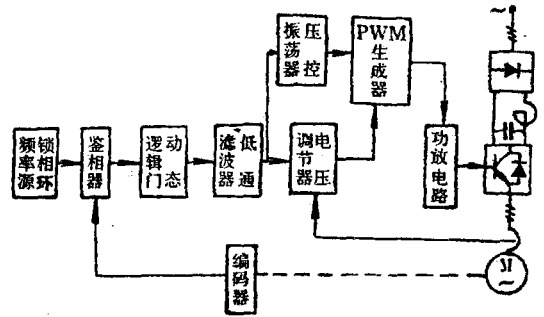 锁相环频率源
鉴相器
动态逻辑门
低通滤波器
压控振荡器
电压调节器
PWM
生成器
功放电路
编码器
M
~
~